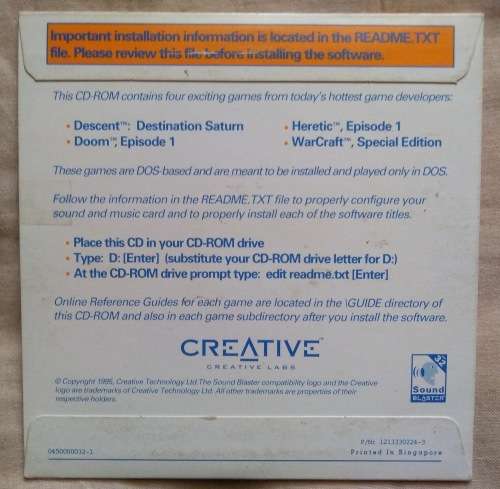 Important installation information is located in the README.TXT
file. Please review this file before installing the software.
This CD-ROM contains four exciting games from today's hottest game developers:
• Descent™: Destination Saturn
• Heretic™, Episode 1
• Doom™, Episode 1
• WarCraft™, Special Edition
These games are DOS-based and are meant to be installed and played only in DOS.
Follow the information in the README.TXT file to properly configure your
sound and music card and to properly install each of the software titles.
• Place this CD in your CD-ROM drive
• Type: D: [Enter] (substitute your CD-ROM drive letter for D:)
• At the CD-ROM drive prompt type: edit readme.txt [Enter]
Online Reference Guides for each game are located in the \GUIDE directory of
this CD-ROM and also in each game subdirectory after you install the software.
CREATIVE™
CREATIVE LABS
© Copyright 1995, Creative Technology Ltd The Sound Blaster compatibility logo and the Creative
logo are trademarks of Creative Technology Ltd. All other trademarks are properties of their
respective holders.
32
Sound
BLASTER
P/Nr 1213330224-3
0450000032-1
Printed In Singapore